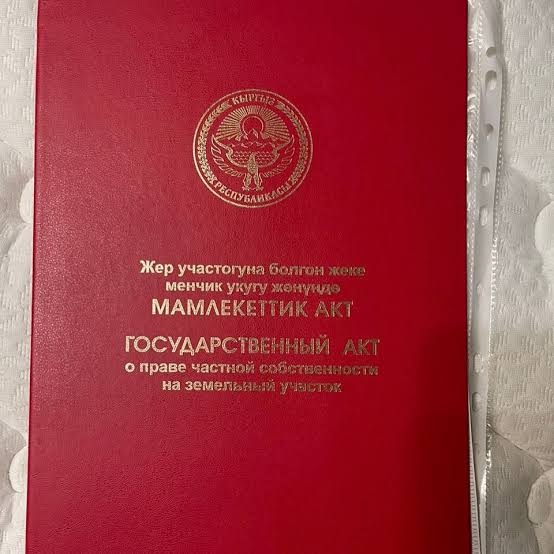 КЫРГЫЗ
РЕСПУБЛИКАСЫ
Жер участогуна болгон жеке
менчик укугу жөнүндө
МАМЛЕКЕТТИК АКТ
ГОСУДАРСТВЕННЫЙ АКТ
о праве частной собственности
на земельный участок